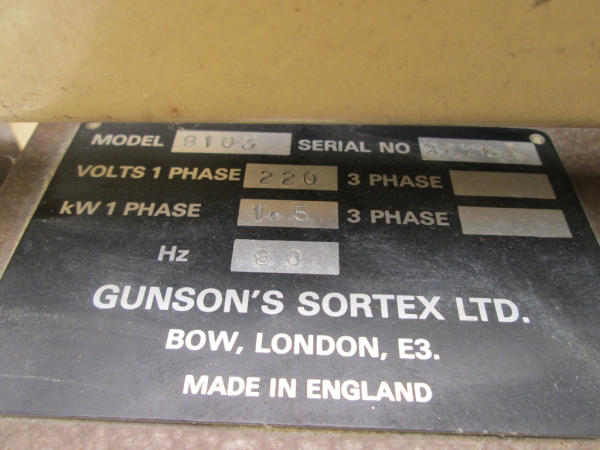 MODEL 9103 SERIAL NO
VOLTS 1 PHASE 220 3 PHASE
kW 1 PHASE 1.5 3 PHASE
Hz
GUNSON'S SORTEX LTD.
BOW, LONDON, E3.
MADE IN ENGLAND